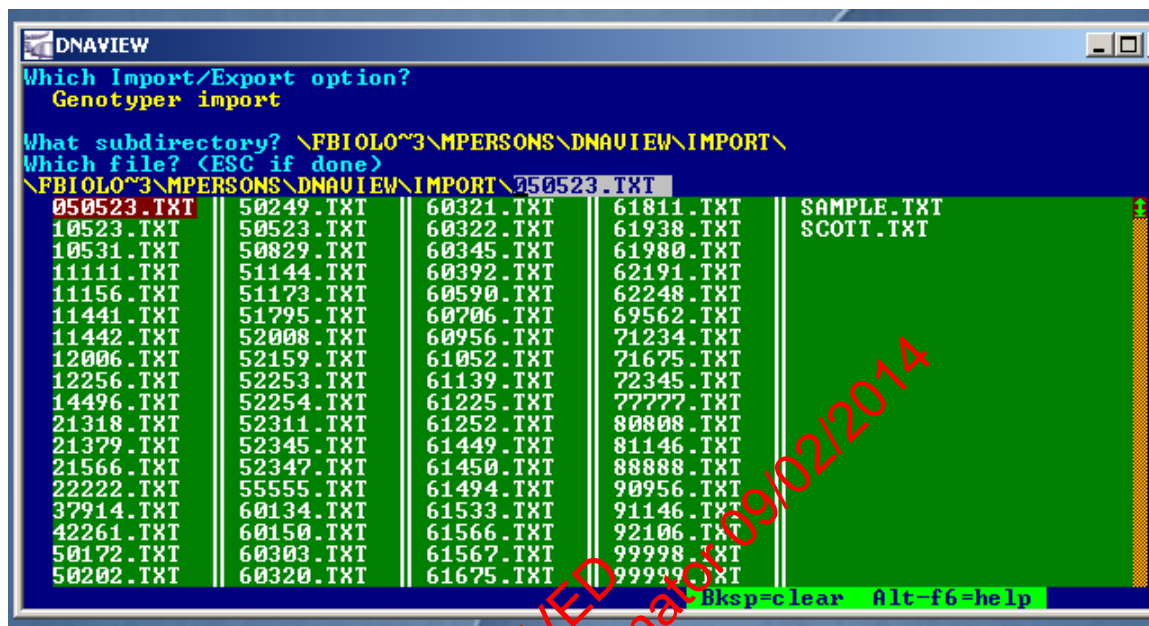 DNAVIEW
Which Import/Export option?
Genotyper import
What subdirectory? \FBIOLO~3\MPERSONS\DNAVIEW\IMPORT\
Which file? (ESC if done)
\FBIOLO~3\MPERSONS\DNAVIEW\IMPORT\050523.TXT
050523.TXT 50249.TXT 60321.TXT 61811.TXT SAMPLE.TXT
10523.TXT 50523.TXT 60322.TXT 61938.TXT SCOTT.TXT
10531.TXT 50829.TXT 60345.TXT 61980.TXT
11111.TXT 51144.TXT 60392.TXT 62191.TXT
11156.TXT 51173.TXT 60590.TXT 62248.TXT
11441.TXT 51795.TXT 60706.TXT 69562.TXT
11442.TXT 52008.TXT 60956.TXT 71234.TXT
12006.TXT 52159.TXT 61052.TXT 71675.TXT
12256.TXT 52253.TXT 61139.TXT 72345.TXT
14496.TXT 52254.TXT 61225.TXT 77777.TXT
21318.TXT 52311.TXT 61252.TXT 80808.TXT
21379.TXT 52345.TXT 61449.TXT 81146.TXT
21566.TXT 52347.TXT 61450.TXT 88888.TXT
22222.TXT 55555.TXT 61494.TXT 90956.TXT
37914.TXT 60134.TXT 61533.TXT 91146.TXT
42261.TXT 60150.TXT 61566.TXT 92106.TXT
50172.TXT 60303.TXT 61567.TXT 99998.TXT
50202.TXT 60320.TXT 61675.TXT 99999.TXT
Bksp=clear Alt-f6=help
09/02/2014